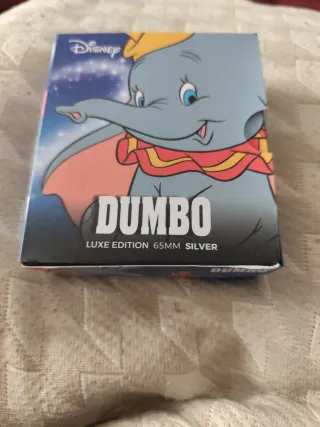 Disney
DUMBO
LUXE EDITION 65MM SILVER
DUMBO